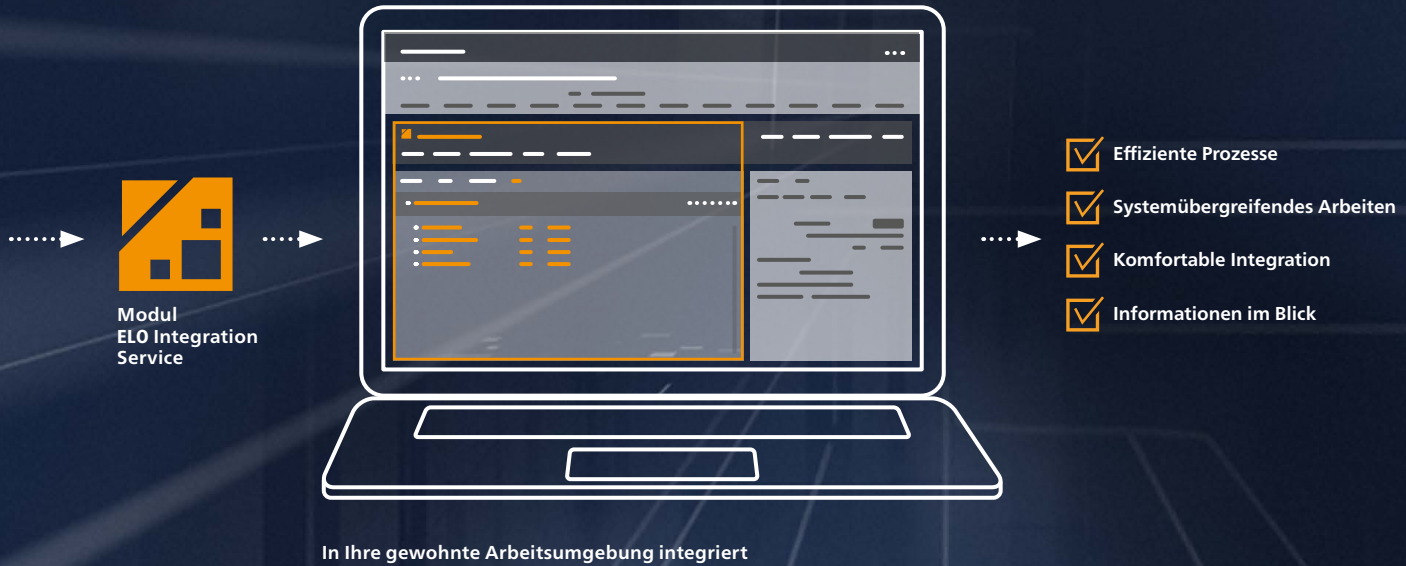 Modul
ELO Integration
Service
In Ihre gewohnte Arbeitsumgebung integriert
Effiziente Prozesse
Systemübergreifendes Arbeiten
Komfortable Integration
Informationen im Blick